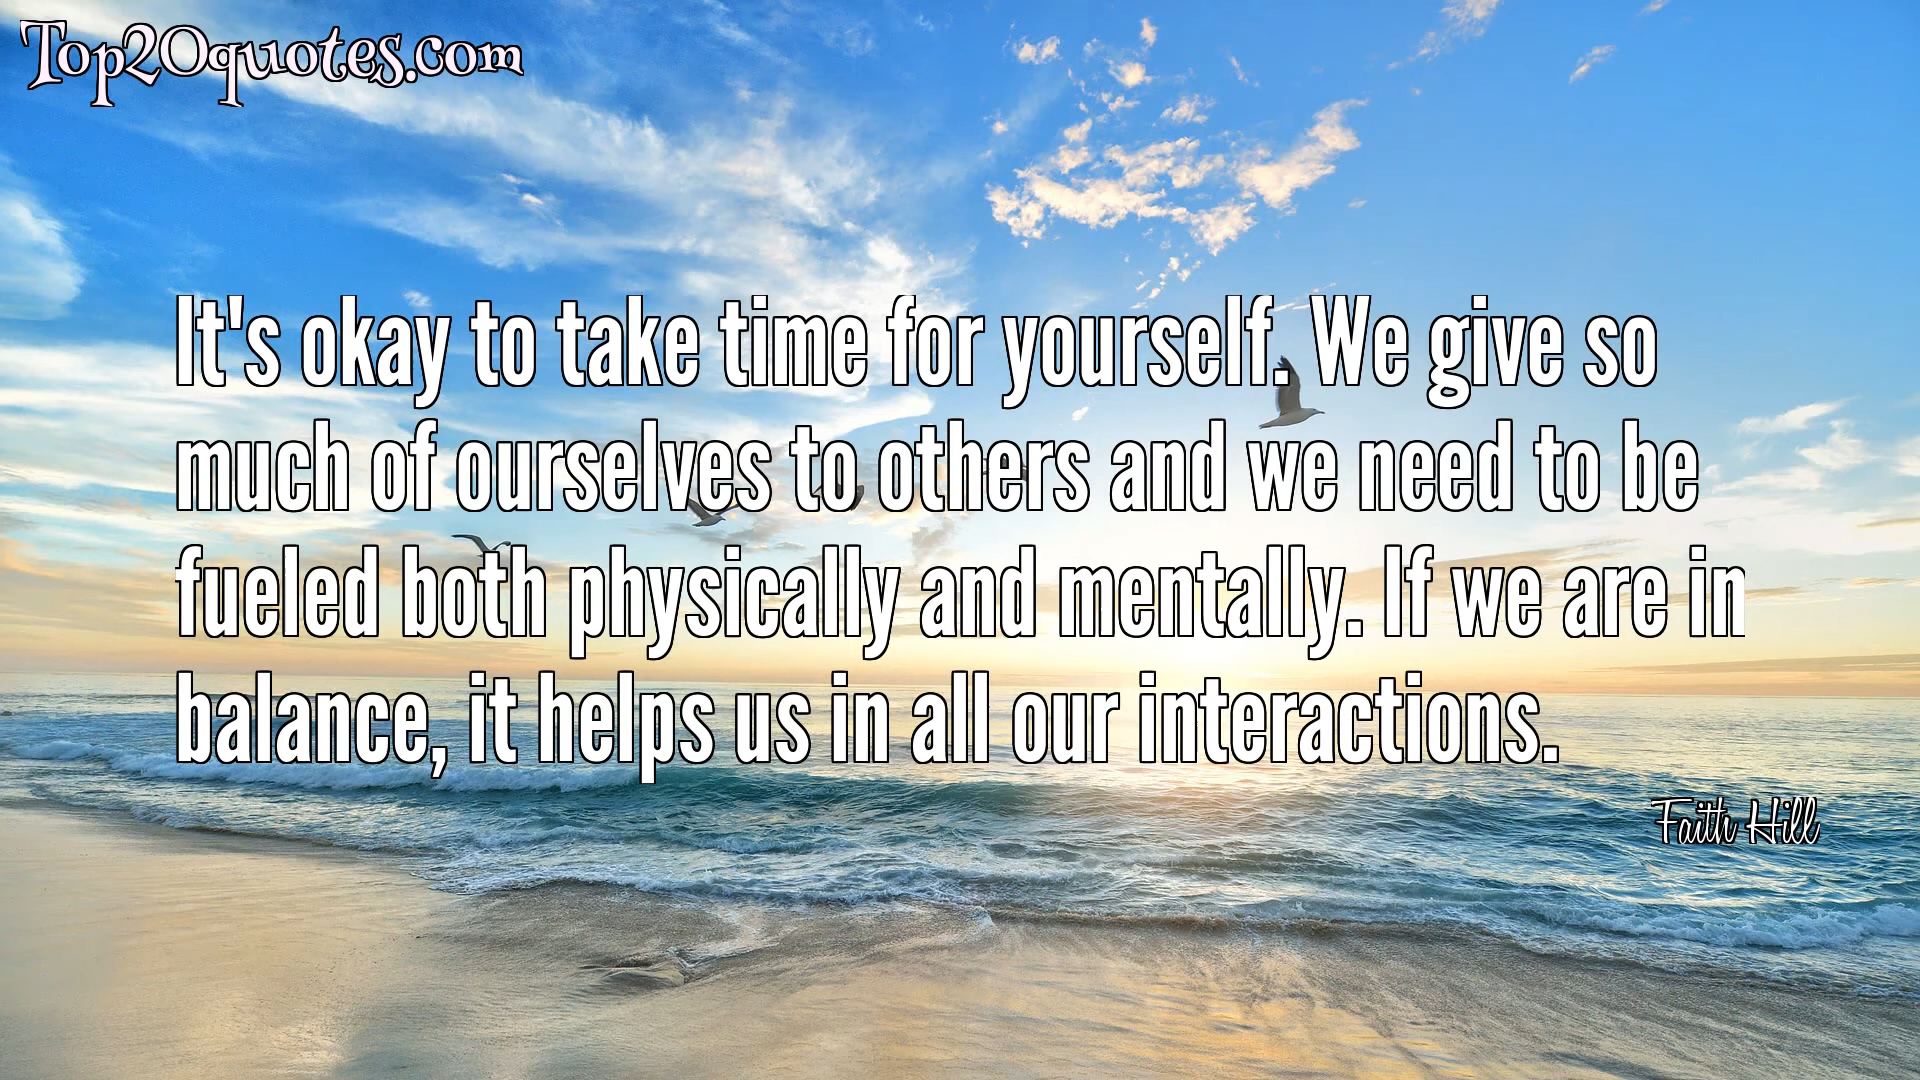 Top20quotes.com
It's okay to take time for yourself. We give so
much of ourselves to others and we need to be
fueled both physically and mentally. If we are in
balance, it helps us in all our interactions.
Faith Hill